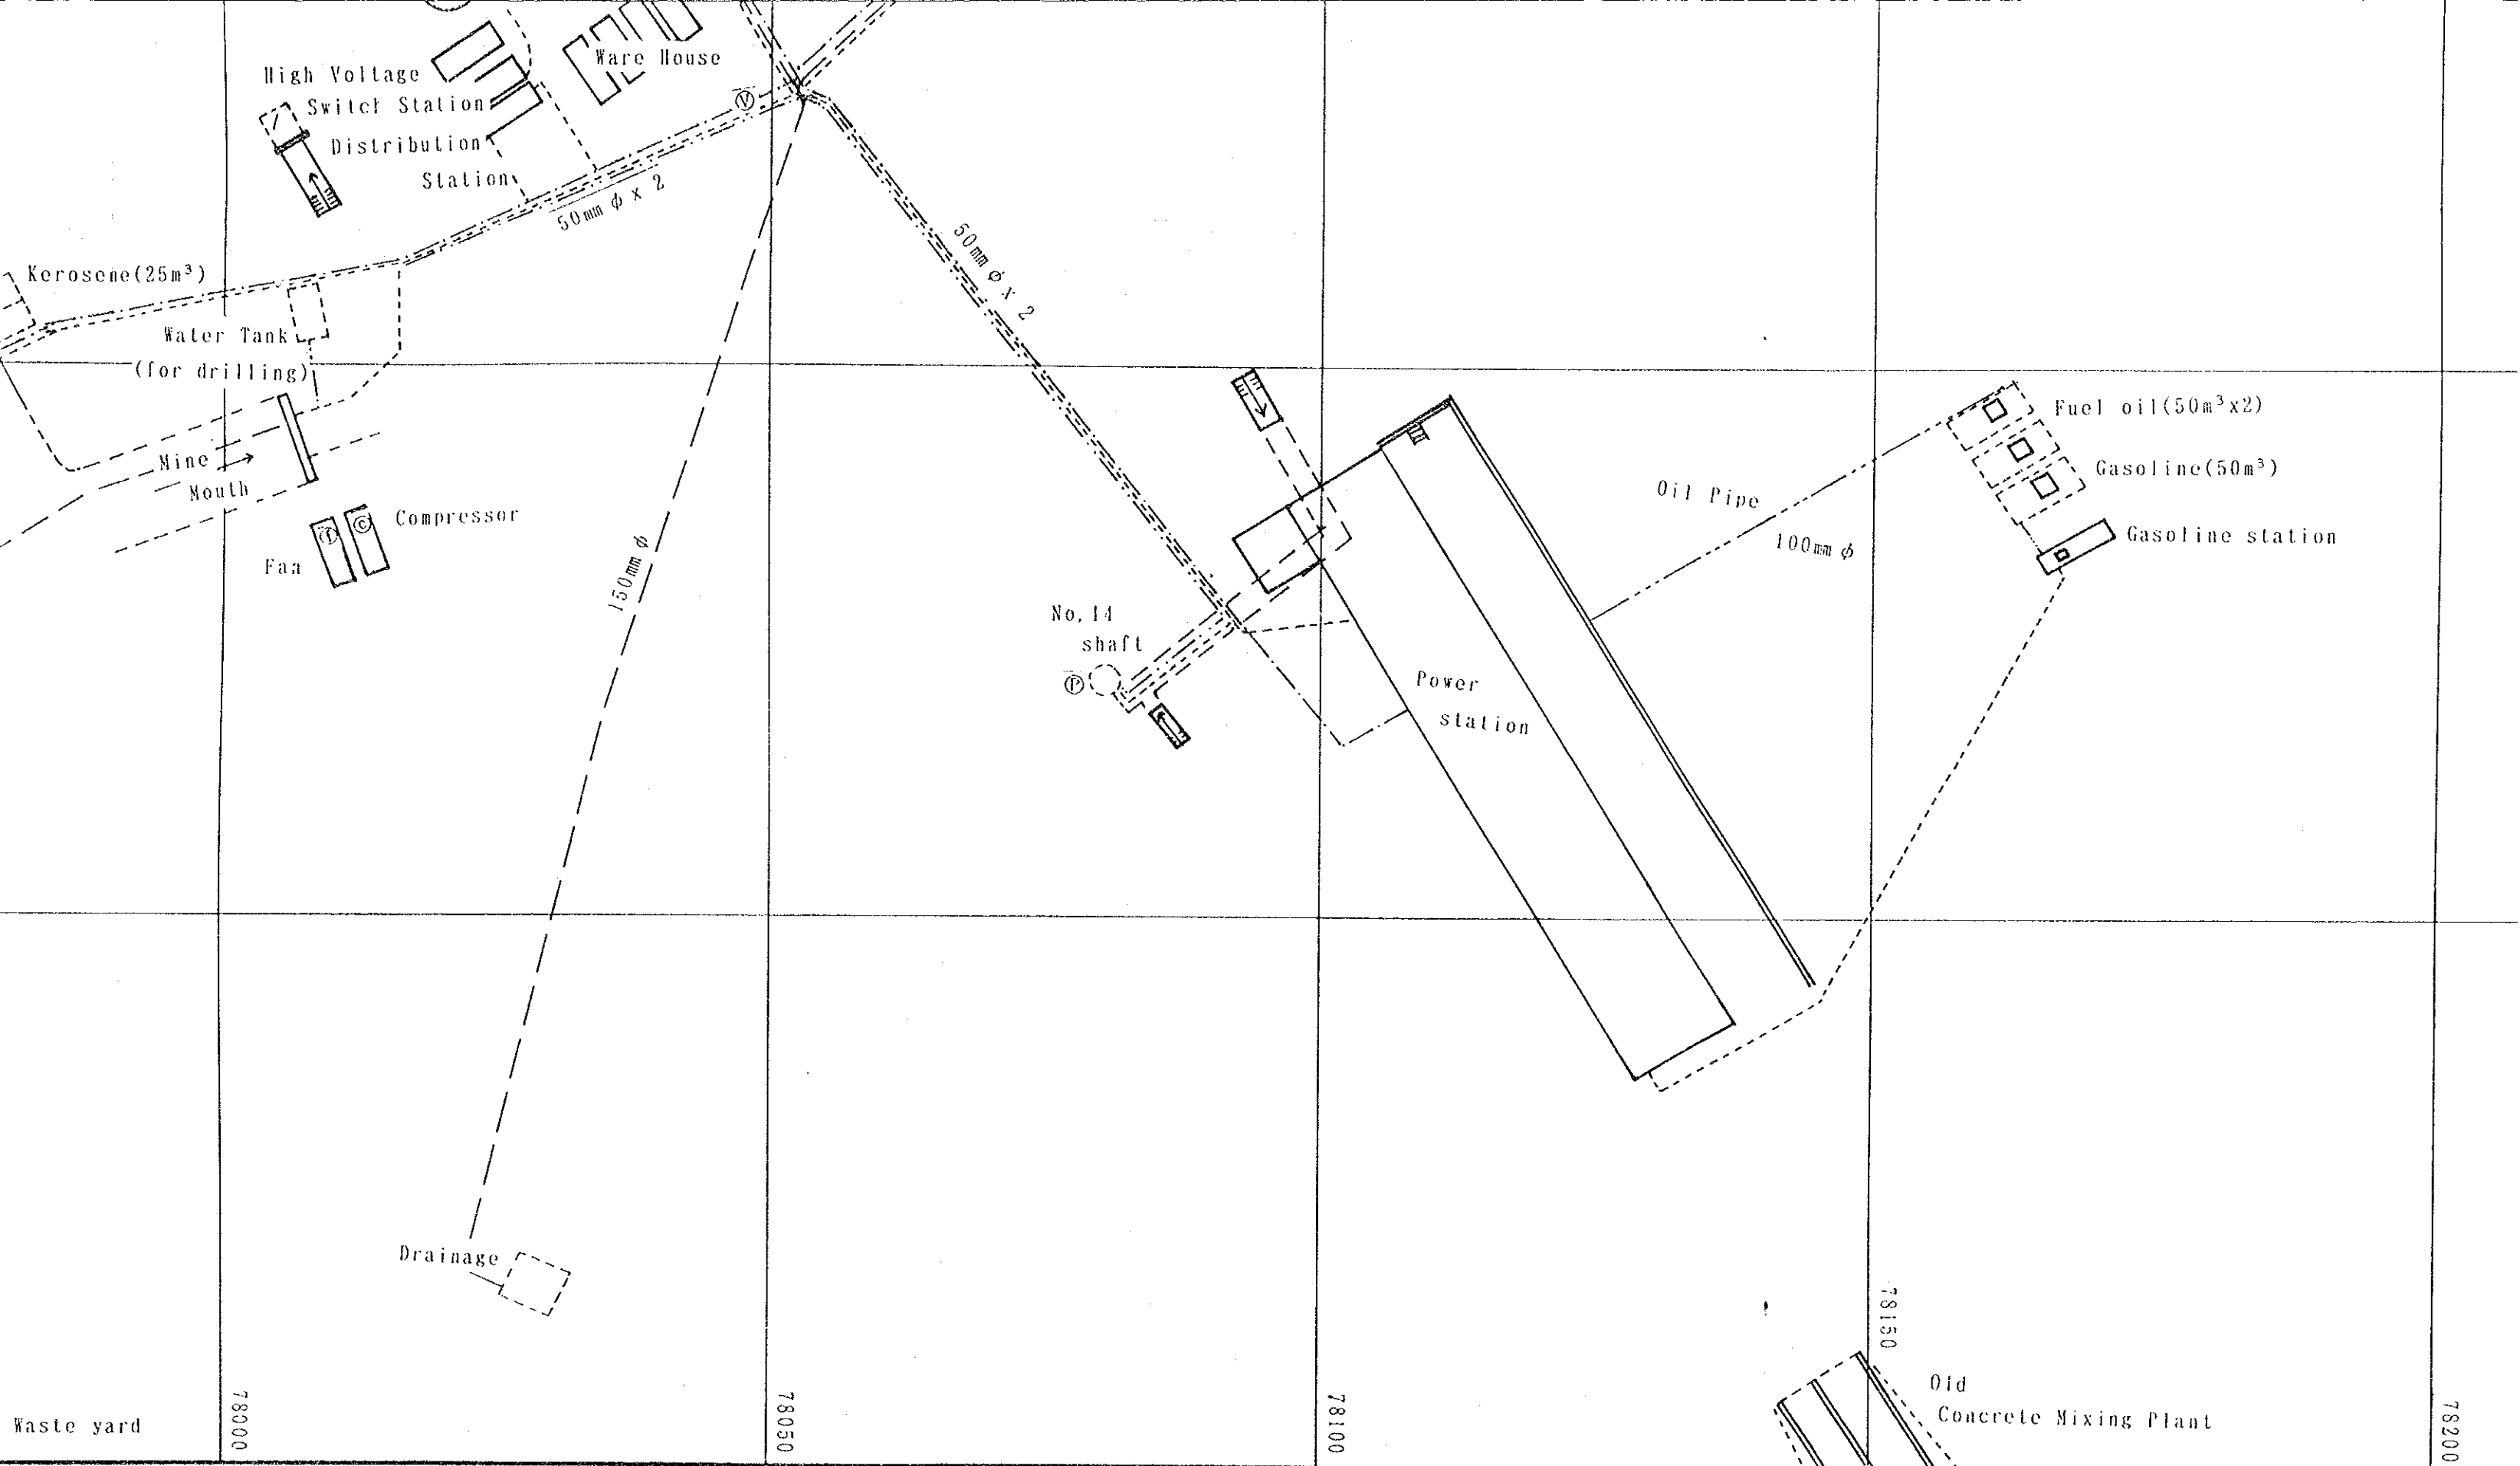 Ware House
High Voltage
Switch Station
Distribution
Station
Ⓥ
50mm φ x 2
50mm φ x 2
Kerosene(25m³)
Water Tank
(for drilling)
Mine
Mouth
Fan
Ⓕ
Ⓒ
Compressor
150mm φ
No,14
shaft
Ⓟ
Power
station
Oil Pipe
100mm φ
Fuel oil(50m³x2)
Gasoline(50m³)
Gasoline station
Drainage
Waste yard
78000
78050
78100
78150
78200
Old
Concrete Mixing Plant